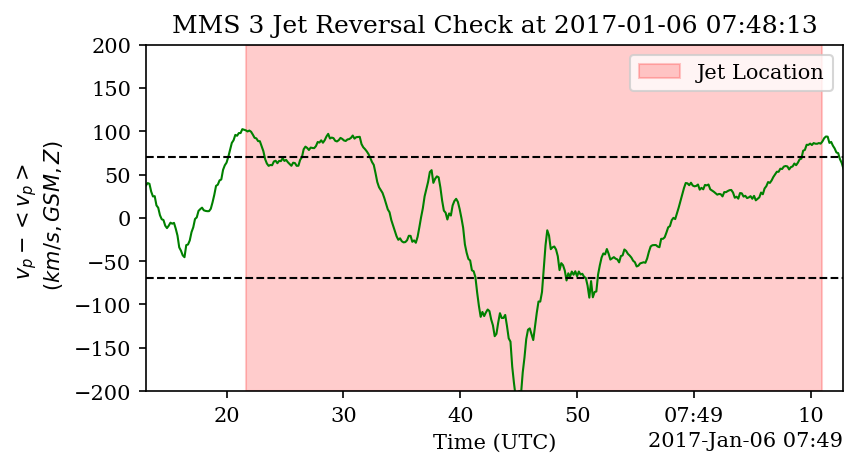 MMS 3 Jet Reversal Check at 2017-01-06 07:48:13
200
150
100
50
0
−50
−100
−150
−200
v_p − < v_p >
(km/s, GSM, Z)
Jet Location
20
30
40
50
07:49
10
Time (UTC)
2017-Jan-06 07:49